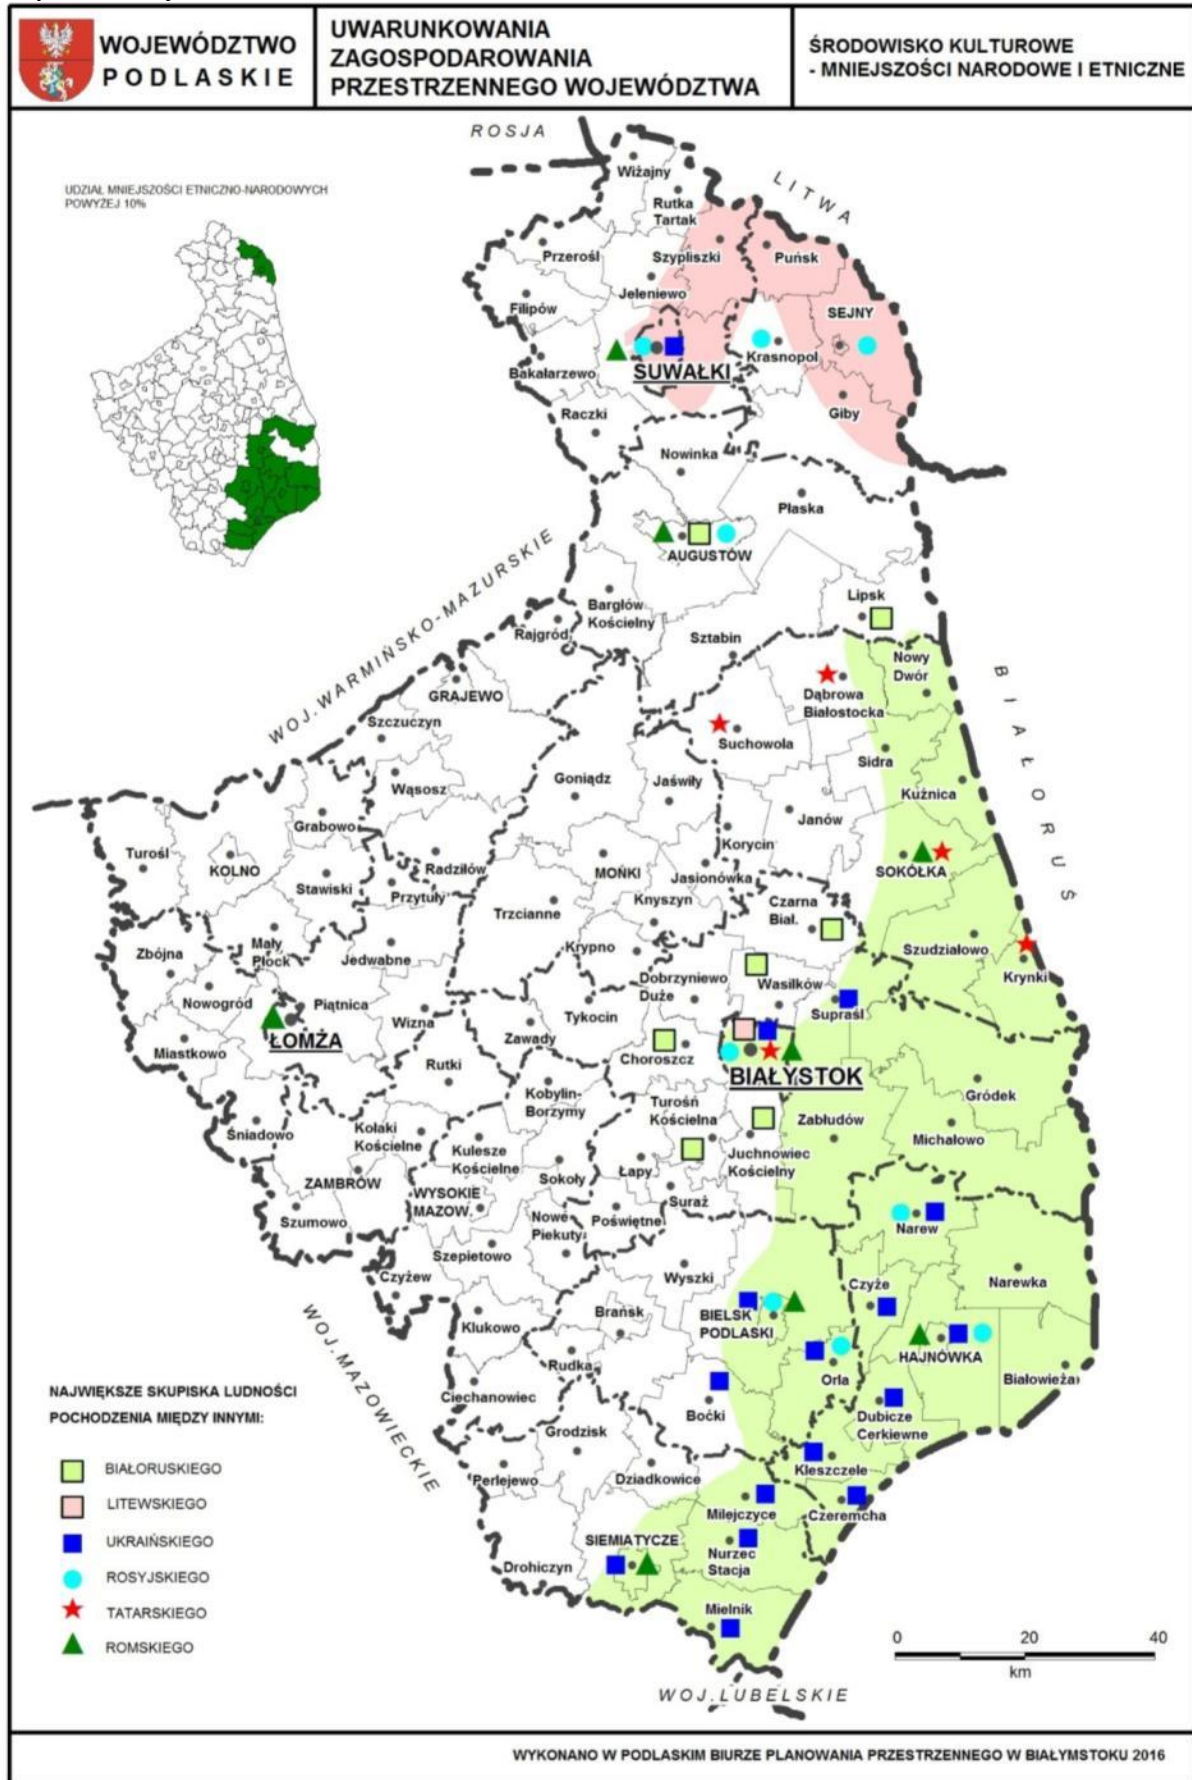 WOJEWÓDZTWO
PODLASKIE
UWARUNKOWANIA
ZAGOSPODAROWANIA
PRZESTRZENNEGO WOJEWÓDZTWA
ŚRODOWISKO KULTUROWE
- MNIEJSZOŚCI NARODOWE I ETNICZNE
ROSJA
LITWA
UDZIAŁ MNIEJSZOŚCI ETNICZNO-NARODOWYCH
POWYŻEJ 10%
Wiżajny
Rutka
Tartak
Przerośl
Szypliszki
Puńsk
Jeleniewo
Filipów
SEJNY
Krasnopol
Bakałarzewo
SUWAŁKI
Raczki
Giby
Nowinka
Płaska
AUGUSTÓW
WOJ.WARMIŃSKO-MAZURSKIE
Bargłów
Kościelny
Lipsk
Rajgród
Sztabin
Nowy
Dwór
BIAŁORUŚ
GRAJEWO
Dąbrowa
Białostocka
Szczuczyn
Suchowola
Sidra
Wąsosz
Goniądz
Jaświły
Kuźnica
Grabowo
Janów
Korycin
Turośl
KOLNO
Radziłów
Stawiski
Przytuły
MOŃKI
Jasionówka
SOKÓŁKA
Trzcianne
Knyszyn
Czarna
Biał.
Zbójna
Mały
Płock
Jedwabne
Krypno
Szudziałowo
Krynki
Dobrzyniewo
Duże
Wasilków
Nowogród
Piątnica
Wizna
Tykocin
Supraśl
Zawady
ŁOMŻA
Miastkowo
Rutki
Choroszcz
BIAŁYSTOK
Kobylin-
Borzymy
Turośń
Kościelna
Gródek
Zabłudów
Michałowo
Śniadowo
Kołaki
Kościelne
Kulesze
Kościelne
Juchnowiec
Kościelny
Łapy
Sokoły
ZAMBRÓW
WYSOKIE
MAZOW.
Suraż
Szumowo
Nowe
Piekuty
Poświętne
Narew
Szepietowo
Czyżew
Wyszki
Czyże
Narewka
WOJ.MAZOWIECKIE
Klukowo
Brańsk
BIELSK
PODLASKI
HAJNÓWKA
Rudka
Orla
Białowieża
Ciechanowiec
Boćki
Dubicze
Cerkiewne
Grodzisk
Kleszczele
Perlejewo
Dziadkowice
Milejczyce
Czeremcha
SIEMIATYCZE
Drohiczyn
Nurzec
Stacja
Mielnik
WOJ.LUBELSKIE
NAJWIĘKSZE SKUPISKA LUDNOŚCI
POCHODZENIA MIĘDZY INNYMI:
BIAŁORUSKIEGO
LITEWSKIEGO
UKRAIŃSKIEGO
ROSYJSKIEGO
TATARSKIEGO
ROMSKIEGO
0 20 40
km
WYKONANO W PODLASKIM BIURZE PLANOWANIA PRZESTRZENNEGO W BIAŁYMSTOKU 2016